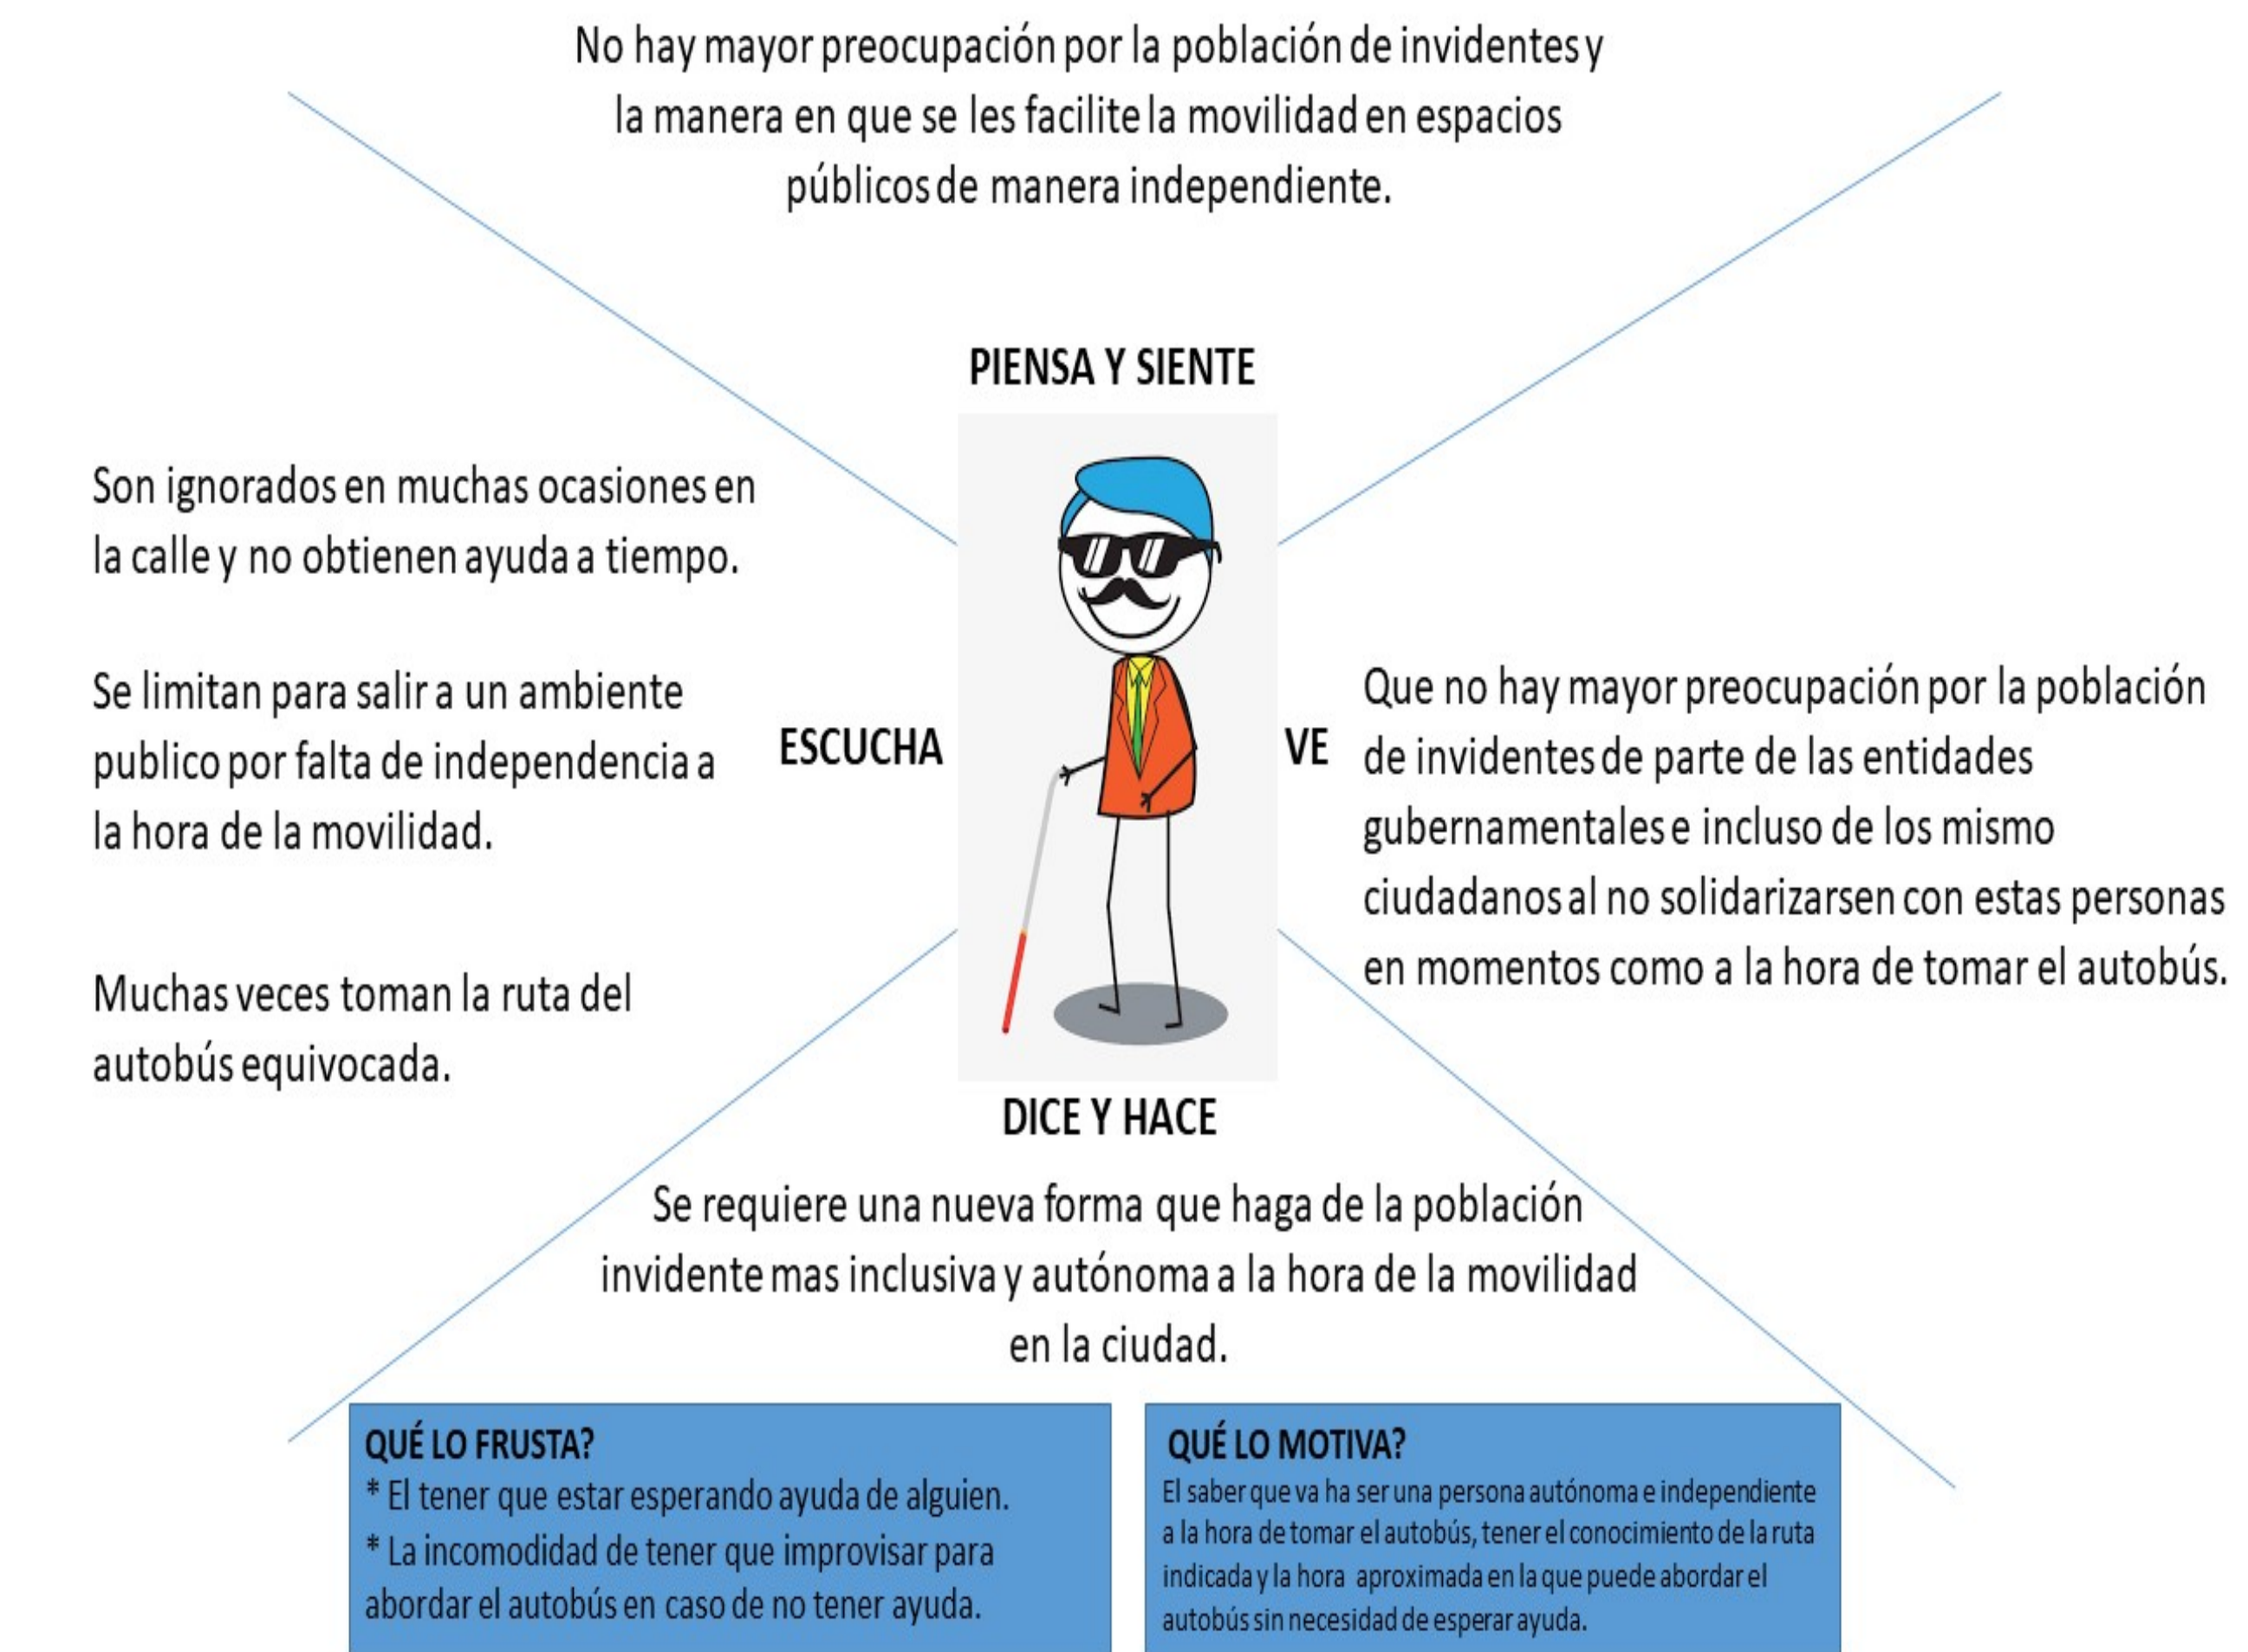 No hay mayor preocupación por la población de invidentes y
la manera en que se les facilite la movilidad en espacios
públicos de manera independiente.
PIENSA Y SIENTE
Son ignorados en muchas ocasiones en
la calle y no obtienen ayuda a tiempo.
Se limitan para salir a un ambiente
publico por falta de independencia a
la hora de la movilidad.
Muchas veces toman la ruta del
autobús equivocada.
ESCUCHA
VE
Que no hay mayor preocupación por la población
de invidentes de parte de las entidades
gubernamentales e incluso de los mismo
ciudadanos al no solidarizarsen con estas personas
en momentos como a la hora de tomar el autobús.
DICE Y HACE
Se requiere una nueva forma que haga de la población
invidente mas inclusiva y autónoma a la hora de la movilidad
en la ciudad.
QUÉ LO FRUSTA?
* El tener que estar esperando ayuda de alguien.
* La incomodidad de tener que improvisar para
abordar el autobús en caso de no tener ayuda.
QUÉ LO MOTIVA?
El saber que va ha ser una persona autónoma e independiente
a la hora de tomar el autobús, tener el conocimiento de la ruta
indicada y la hora aproximada en la que puede abordar el
autobús sin necesidad de esperar ayuda.